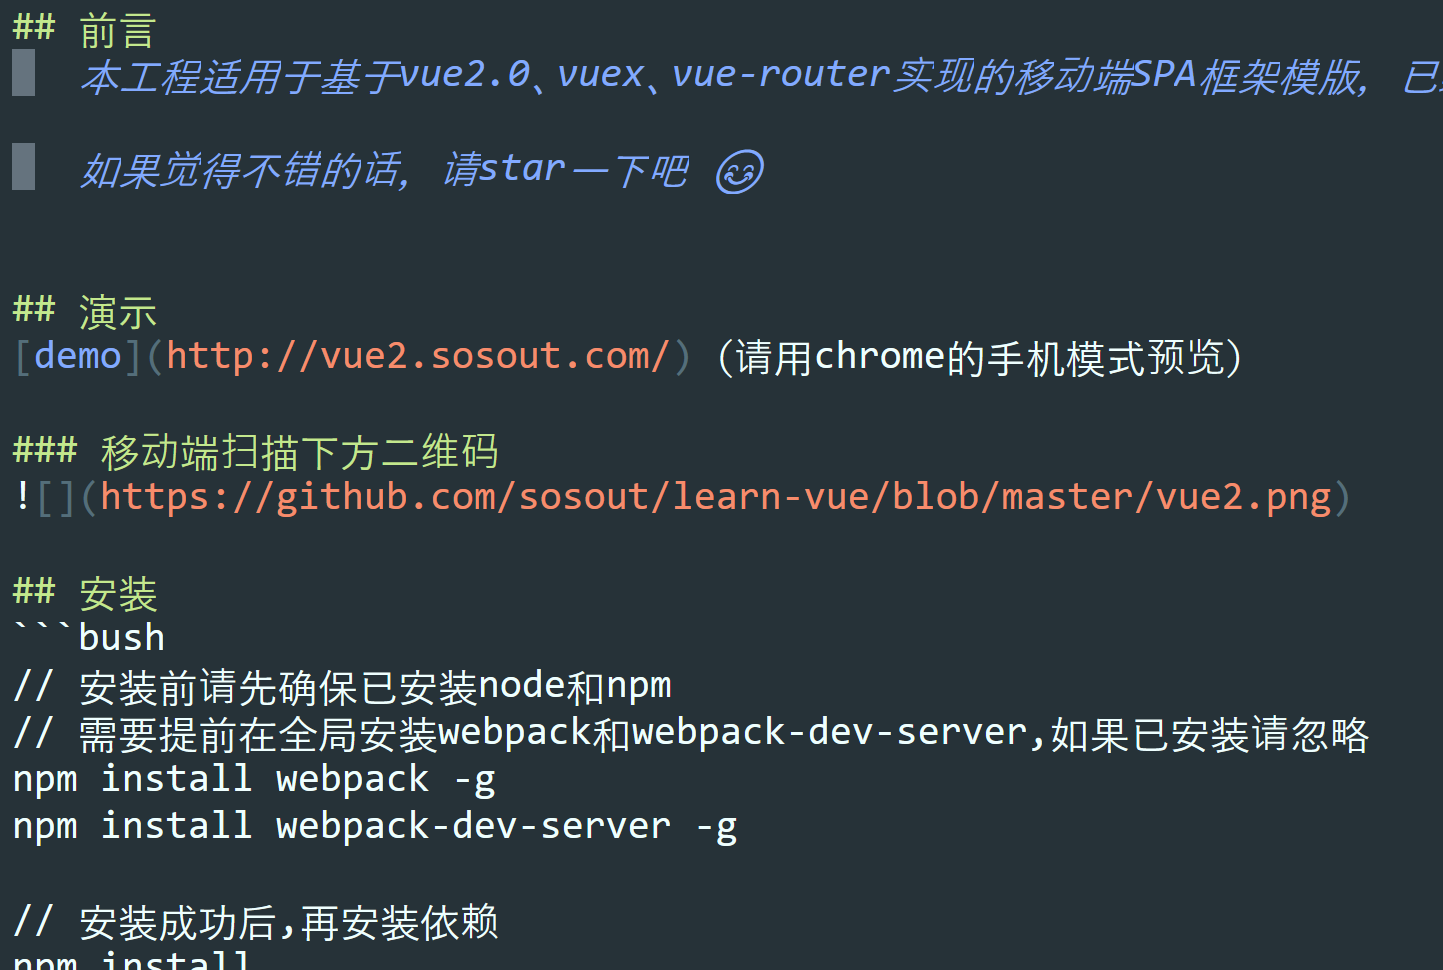 ## 前言
本工程适用于基于vue2.0、vuex、vue-router实现的移动端SPA框架模版，已
如果觉得不错的话，请star一下吧 😊
## 演示
[demo](http://vue2.sosout.com/)（请用chrome的手机模式预览）
### 移动端扫描下方二维码
![](https://github.com/sosout/learn-vue/blob/master/vue2.png)
## 安装
```bush
// 安装前请先确保已安装node和npm
// 需要提前在全局安装webpack和webpack-dev-server,如果已安装请忽略
npm install webpack -g
npm install webpack-dev-server -g
// 安装成功后,再安装依赖
npm install